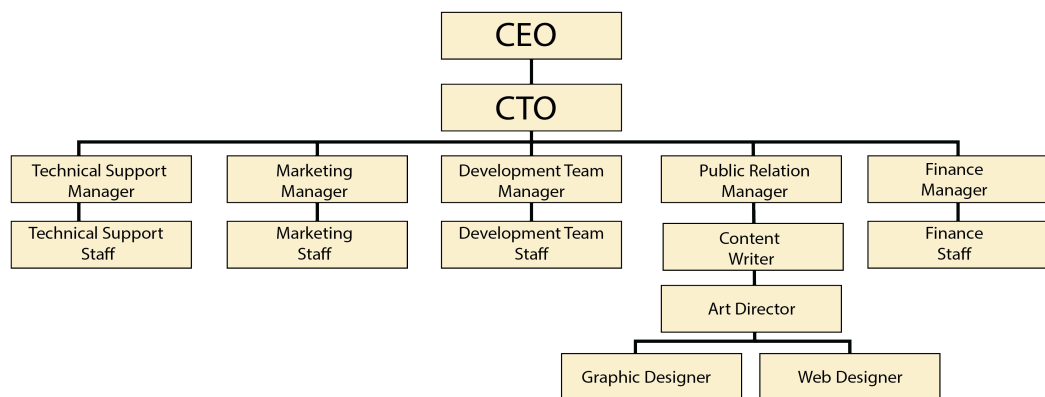 CEO
CTO
Technical Support
Manager
Marketing
Manager
Development Team
Manager
Public Relation
Manager
Finance
Manager
Technical Support
Staff
Marketing
Staff
Development Team
Staff
Content
Writer
Finance
Staff
Art Director
Graphic Designer
Web Designer